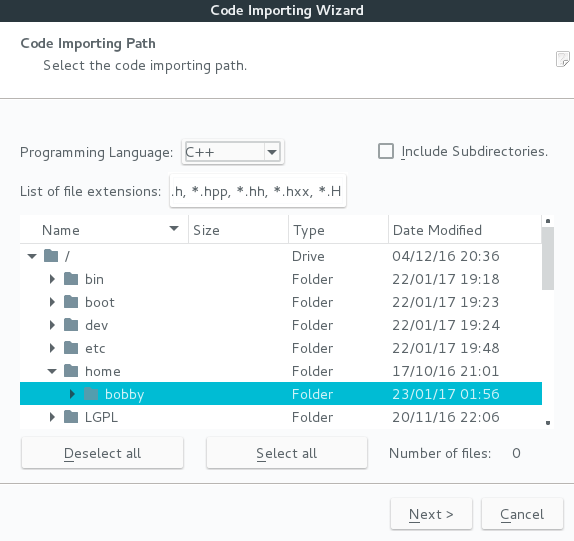 Code Importing Wizard
Code Importing Path
Select the code importing path.
Programming Language: C++ Include Subdirectories.
List of file extensions: .h, *.hpp, *.hh, *.hxx, *.H
Name Size Type Date Modified
/ Drive 04/12/16 20:36
bin Folder 22/01/17 19:18
boot Folder 22/01/17 19:23
dev Folder 22/01/17 19:24
etc Folder 22/01/17 19:48
home Folder 17/10/16 21:01
bobby Folder 23/01/17 01:56
LGPL Folder 20/11/16 22:06
Deselect all Select all Number of files: 0
Next > Cancel